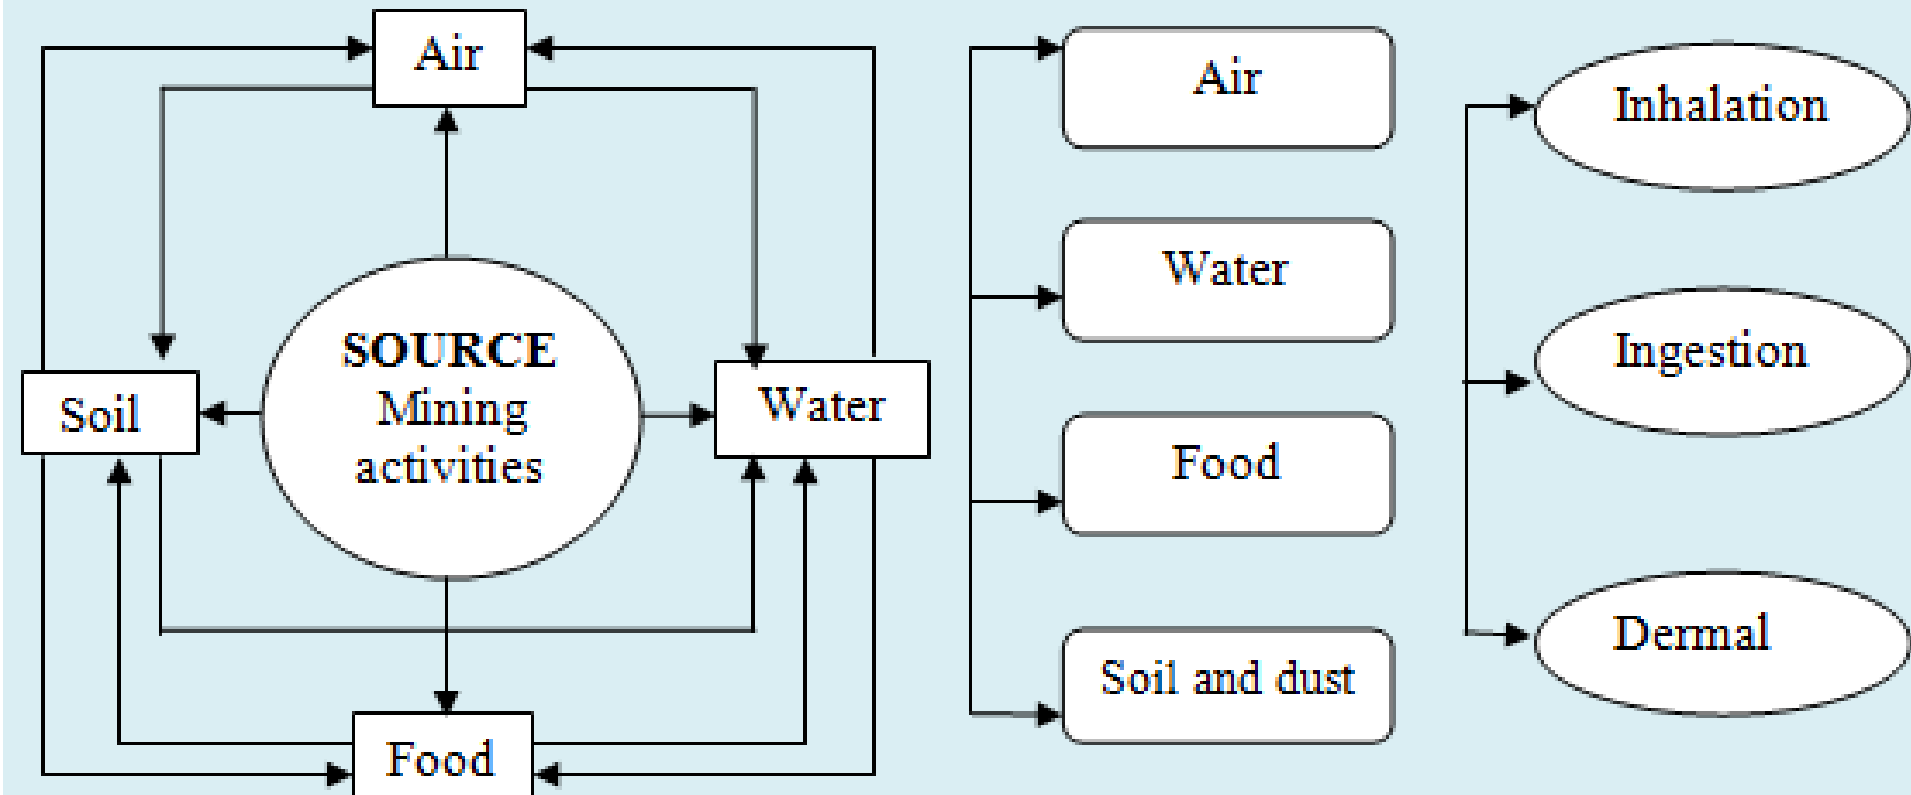 Air
SOURCE
Mining
activities
Soil
Water
Food
Air
Water
Food
Soil and dust
Inhalation
Ingestion
Dermal